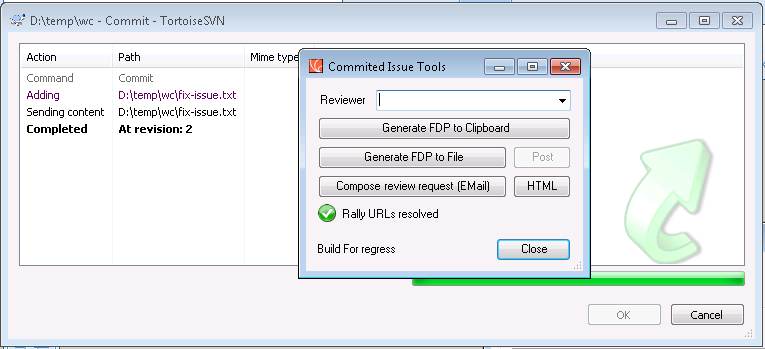 D:\temp\wc - Commit - TortoiseSVN
Action Path Mime type
Command Commit
Adding D:\temp\wc\fix-issue.txt
Sending content D:\temp\wc\fix-issue.txt
Completed At revision: 2
Commited Issue Tools
Reviewer
Generate FDP to Clipboard
Generate FDP to File Post
Compose review request (EMail) HTML
Rally URLs resolved
Build For regress Close
OK Cancel